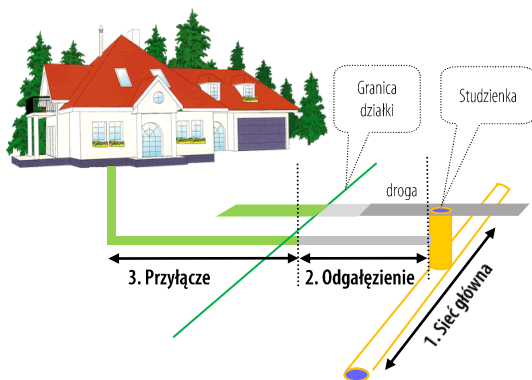 Granica
działki
Studzienka
droga
3. Przyłącze
2. Odgałęzienie
1. Sieć główna